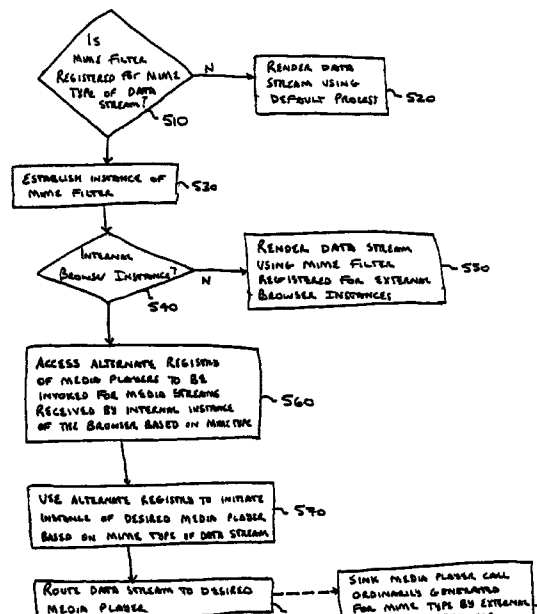 IS
MIME FILTER
REGISTERED FOR MIME
TYPE OF DATA
STREAM?
N
510
RENDER DATA
STREAM USING
DEFAULT PROCESS
520
ESTABLISH INSTANCE OF
MIME FILTER
530
INTERNAL
BROWSER INSTANCE?
N
540
RENDER DATA STREAM
USING MIME FILTER
REGISTERED FOR EXTERNAL
BROWSER INSTANCES
550
ACCESS ALTERNATE REGISTRY
OF MEDIA PLAYERS TO BE
INVOKED FOR MEDIA STREAMS
RECEIVED BY INTERNAL INSTANCE
OF THE BROWSER BASED ON MIME TYPE
560
USE ALTERNATE REGISTRY TO INITIATE
INSTANCE OF DESIRED MEDIA PLAYER
BASED ON MIME TYPE OF DATA STREAM
570
ROUTE DATA STREAM TO DESIRED
MEDIA PLAYER
SINK MEDIA PLAYER CALL
ORDINARILY GENERATED
FOR MIME TYPE BY EXTERNAL